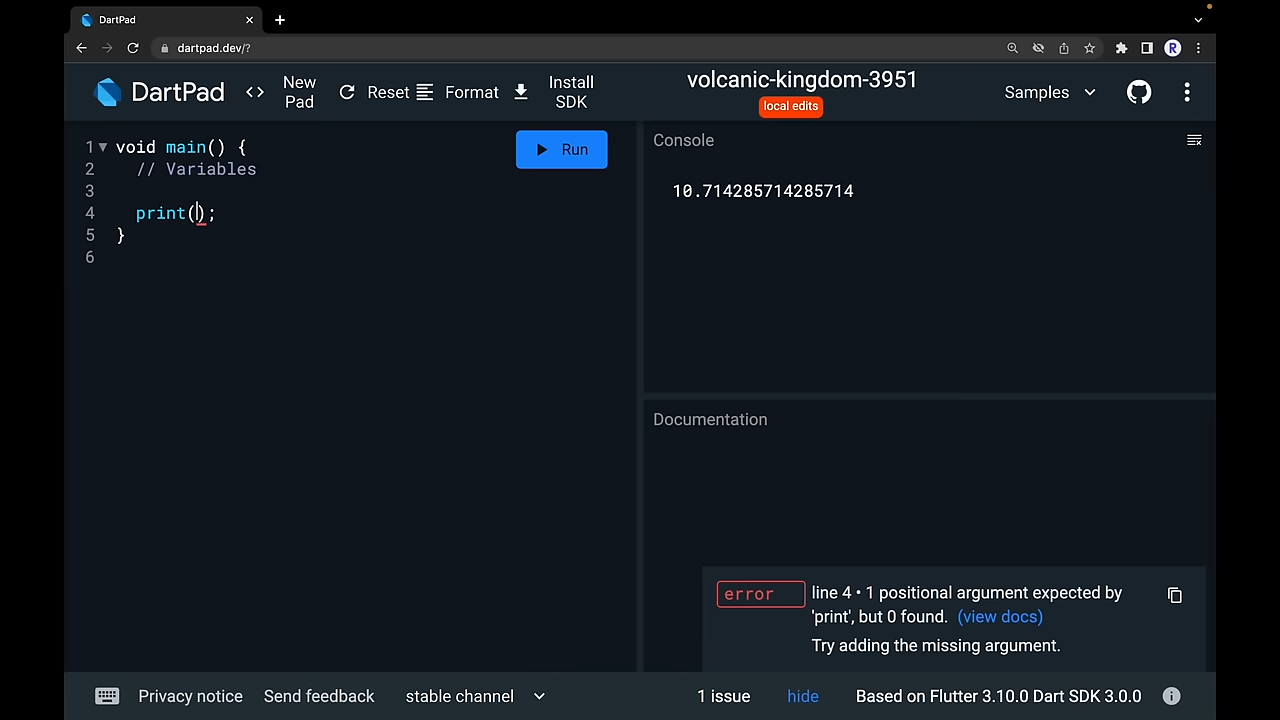 DartPad
dartpad.dev/?
R
DartPad
<>
New Pad
Reset
Format
Install SDK
volcanic-kingdom-3951
local edits
Samples
1 void main() {
2 // Variables
3
4 print();
5 }
6
Run
Console
10.714285714285714
Documentation
error
line 4 • 1 positional argument expected by
'print', but 0 found. (view docs)
Try adding the missing argument.
Privacy notice
Send feedback
stable channel
1 issue
hide
Based on Flutter 3.10.0 Dart SDK 3.0.0